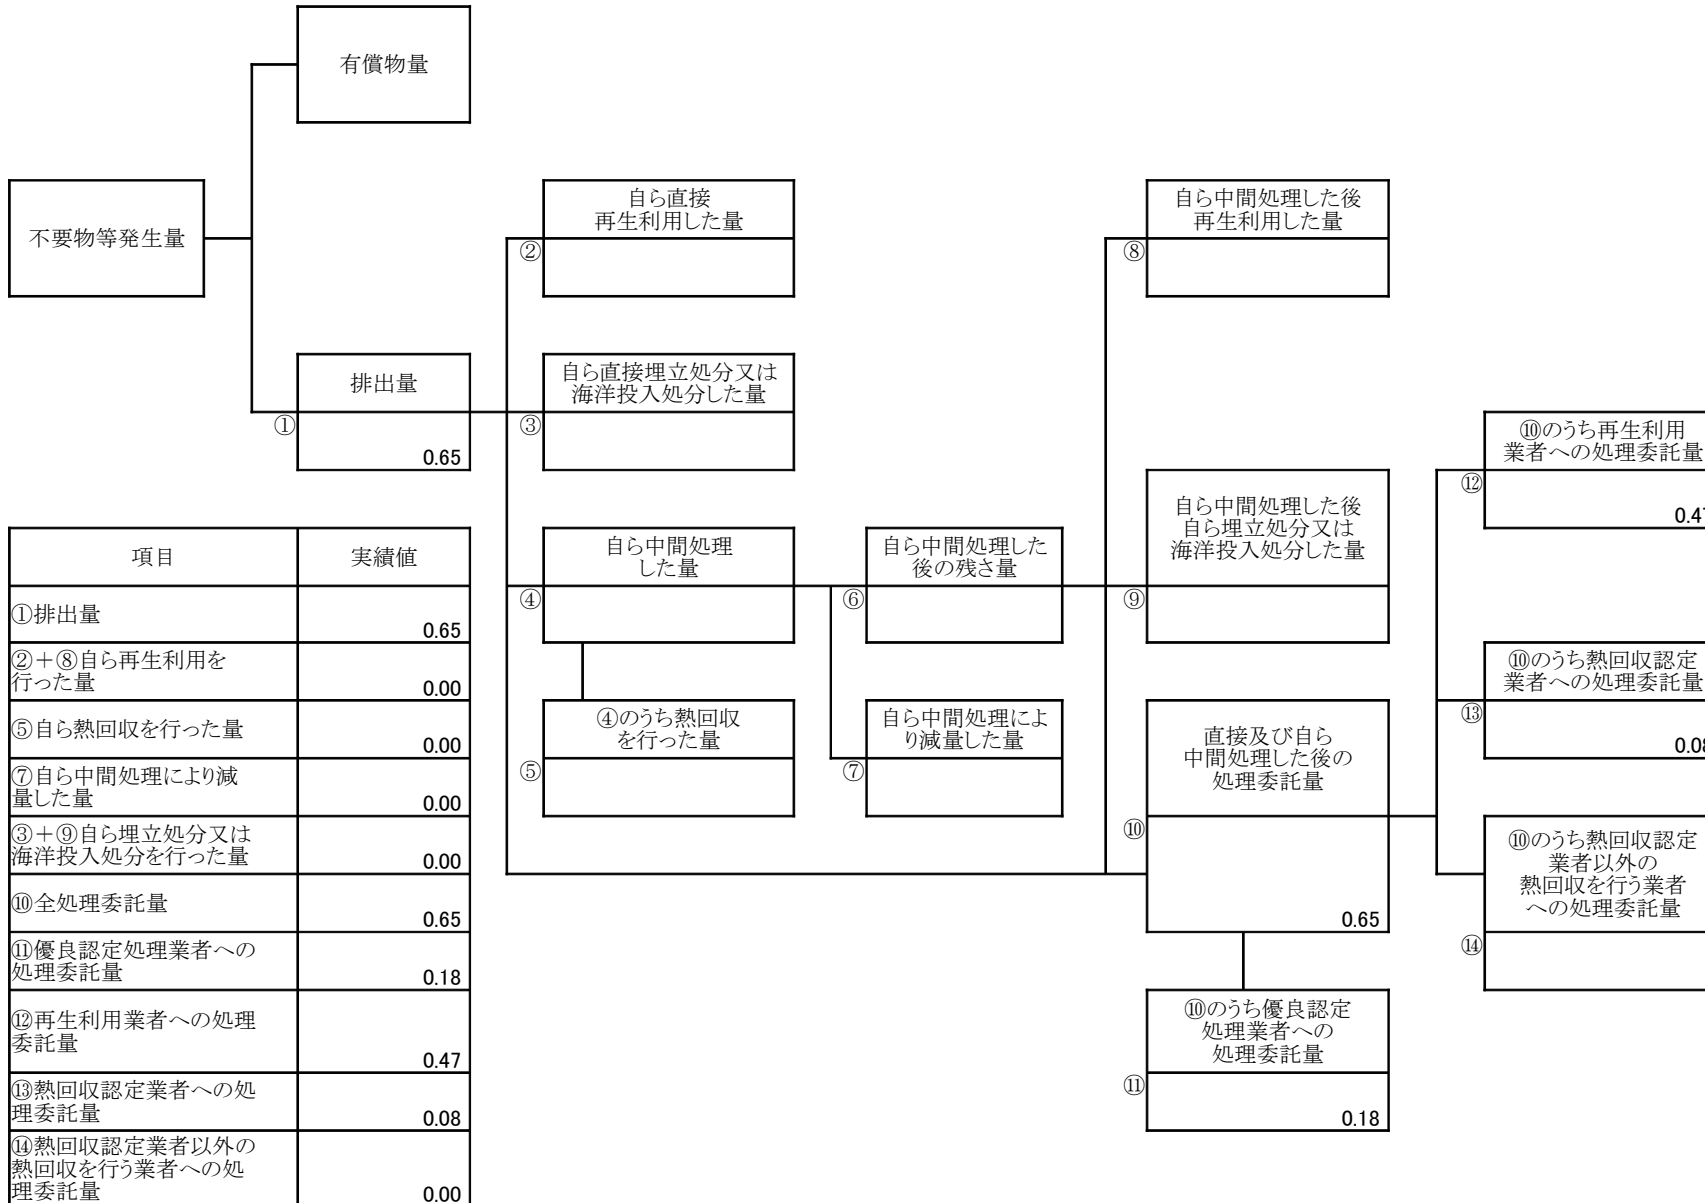 有償物量
不要物等発生量
自ら直接
再生利用した量
②
自ら中間処理した後
再生利用した量
⑧
排出量
①
0.65
自ら直接埋立処分又は
海洋投入処分した量
③
⑩のうち再生利用
業者への処理委託量
⑫
自ら中間処理した後
自ら埋立処分又は
海洋投入処分した量
⑨
自ら中間処理
した量
④
自ら中間処理した
後の残さ量
⑥
⑩のうち熱回収認定
業者への処理委託量
⑬
④のうち熱回収
を行った量
⑤
自ら中間処理によ
り減量した量
⑦
直接及び自ら
中間処理した後の
処理委託量
⑩
0.65
⑩のうち熱回収認定
業者以外の
熱回収を行う業者
への処理委託量
⑭
⑩のうち優良認定
処理業者への
処理委託量
⑪
0.18
項目 実績値
①排出量 0.65
②＋⑧自ら再生利用を
行った量 0.00
⑤自ら熱回収を行った量 0.00
⑦自ら中間処理により減
量した量 0.00
③＋⑨自ら埋立処分又は
海洋投入処分を行った量 0.00
⑩全処理委託量 0.65
⑪優良認定処理業者への
処理委託量 0.18
⑫再生利用業者への処理
委託量 0.47
⑬熱回収認定業者への処
理委託量 0.08
⑭熱回収認定業者以外の
熱回収を行う業者への処
理委託量 0.00